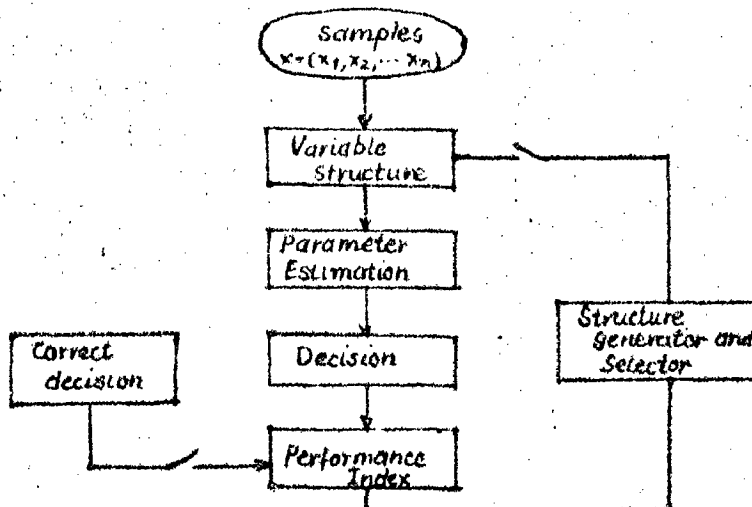 samples
x=(x1,x2,...xn)
Variable
structure
Parameter
Estimation
Structure
generator and
Selector
Correct
decision
Decision
Performance
Index